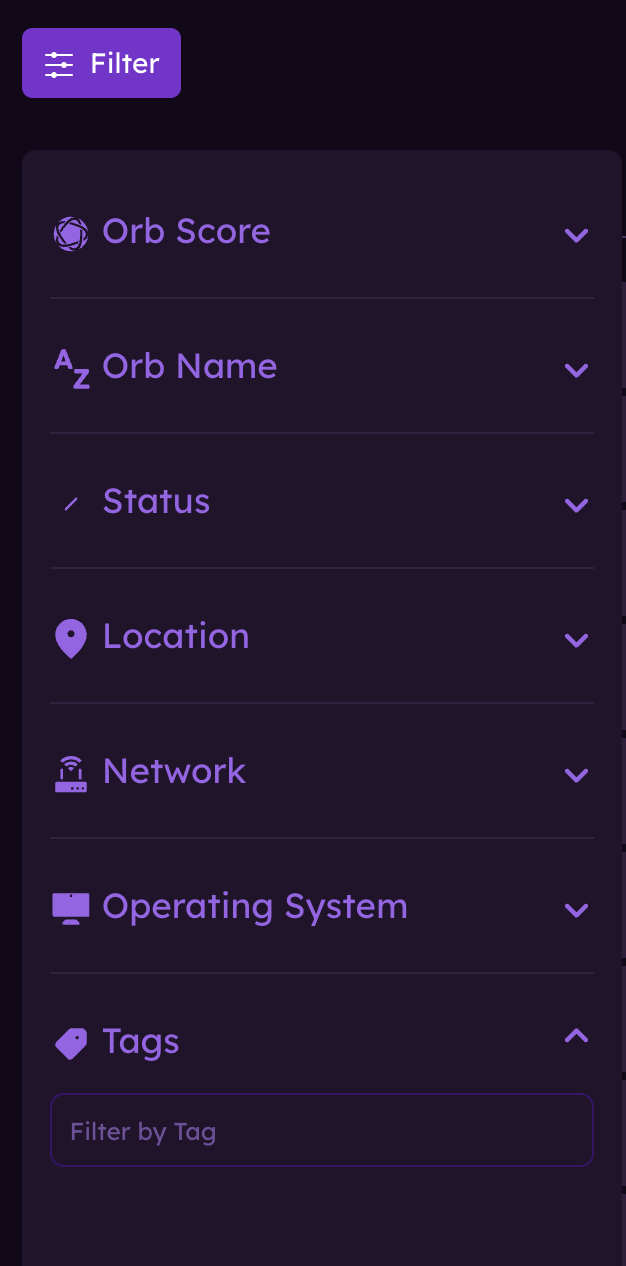 Filter
Orb Score
AZ Orb Name
Status
Location
Network
Operating System
Tags
Filter by Tag